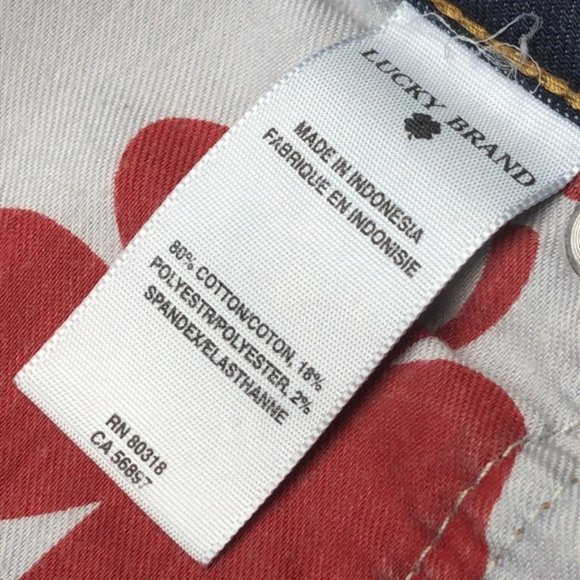 LUCKY BRAND
MADE IN INDONESIA
FABRIQUE EN INDONISIE
80% COTTON/COTON, 18%
POLYESTR/POLYESTER, 2%
SPANDEX/ELASTHANNE
RN 80318
CA 56897